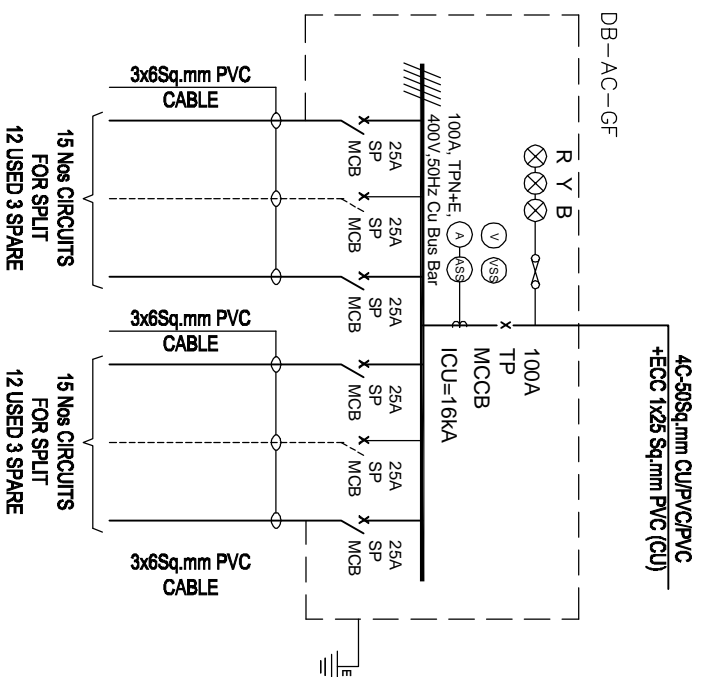 DB-AC-GF
R Y B
4C-50Sq.mm CU/PVC/PVC
+ECC 1x25 Sq.mm PVC (CU)
100A
TP
MCCB
ICU=16kA
V
VSS
A
ASS
100A, TPN+E,
400V,50Hz Cu Bus Bar
25A
SP
MCB
25A
SP
MCB
25A
SP
MCB
25A
SP
MCB
25A
SP
MCB
25A
SP
MCB
3x6Sq.mm PVC
CABLE
3x6Sq.mm PVC
CABLE
3x6Sq.mm PVC
CABLE
15 Nos CIRCUITS
FOR SPLIT
12 USED 3 SPARE
15 Nos CIRCUITS
FOR SPLIT
12 USED 3 SPARE
E